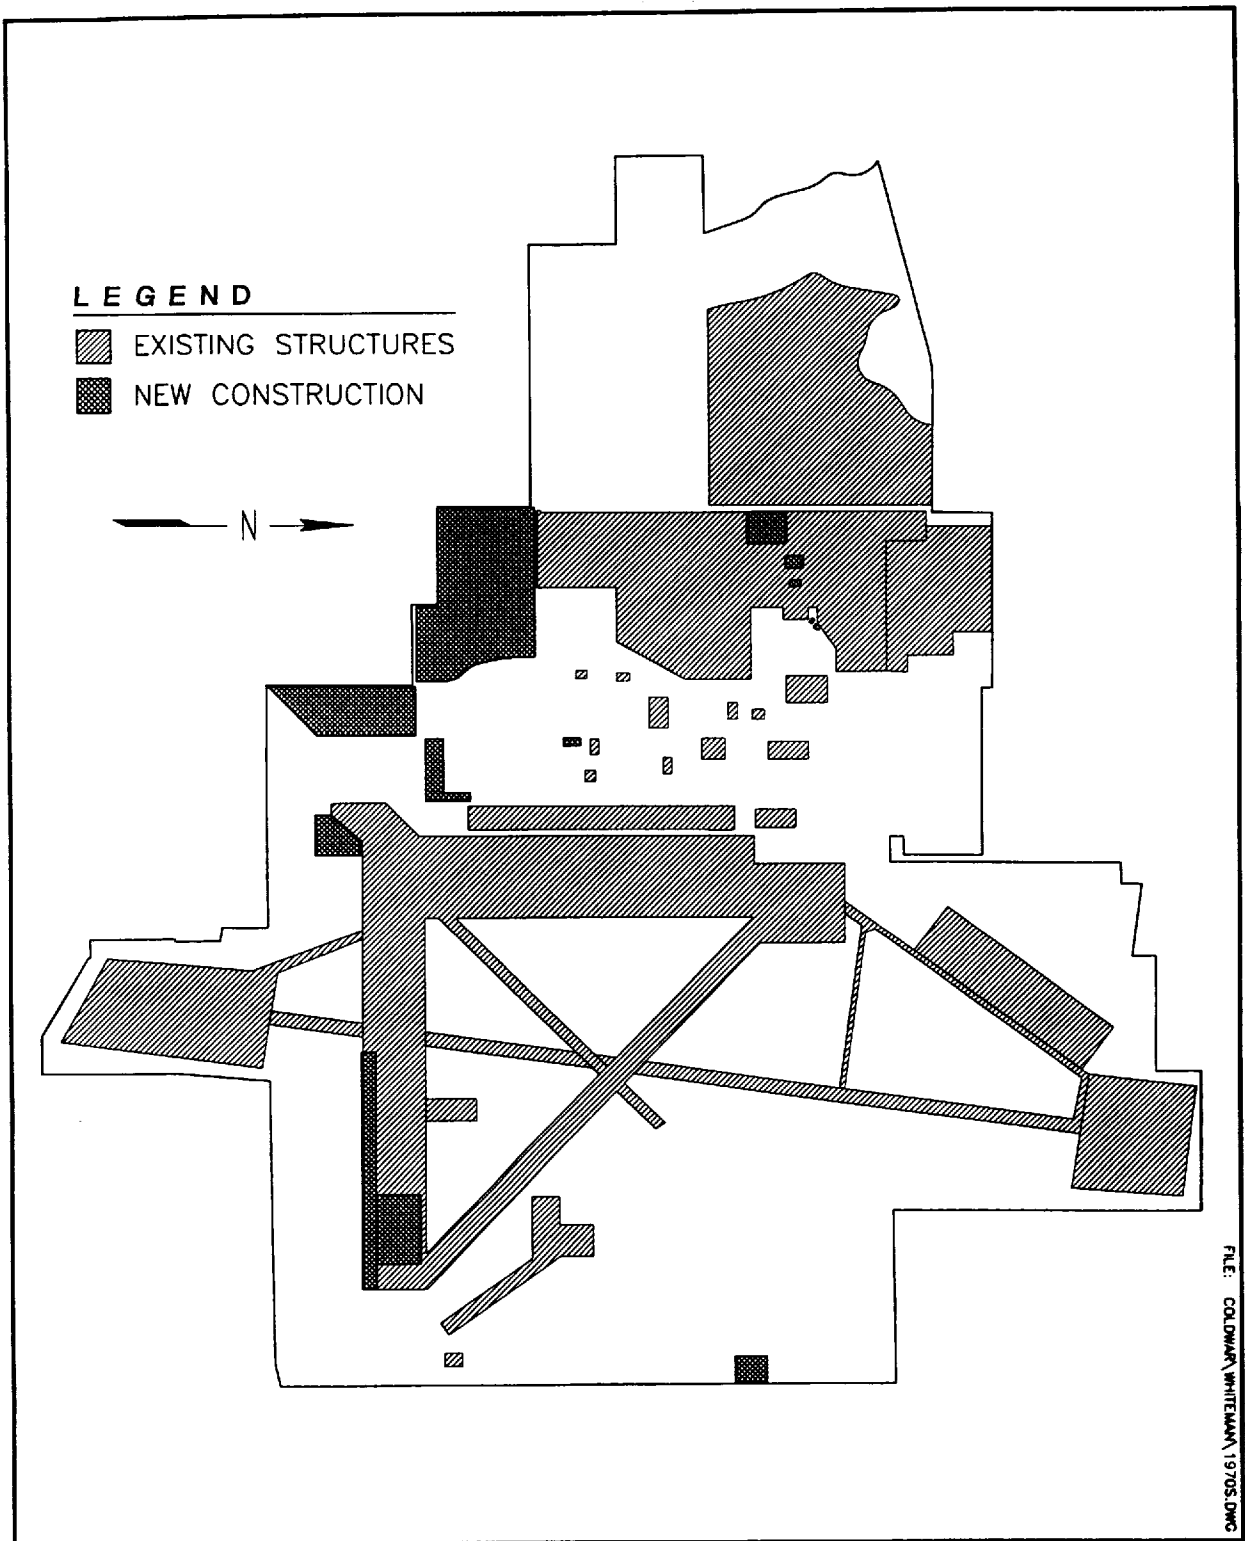 LEGEND
EXISTING STRUCTURES
NEW CONSTRUCTION
N
FILE: COLDWAR\WHITEMAN\1970S.DWG